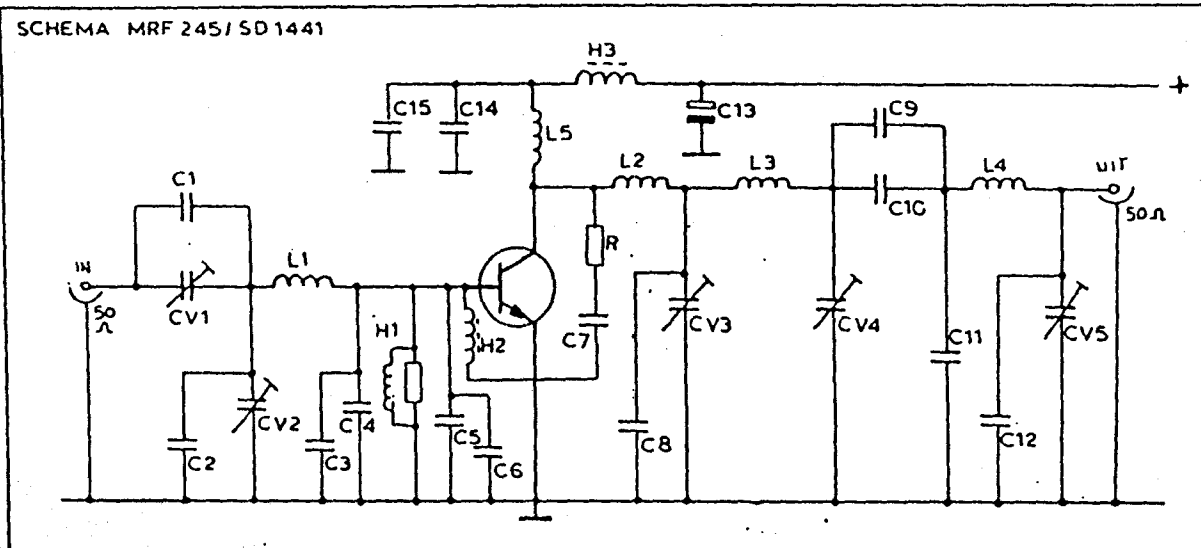 SCHEMA MRF 245/ SD 1441
H3
+
C15
C14
C13
L5
C9
C1
L2
L3
L4
UIT
C10
50Ω
R
IN
L1
CV1
50
Ω
H1
H2
C7
CV3
CV4
C11
CV5
CV2
C4
C2
C3
C5
C6
C8
C12